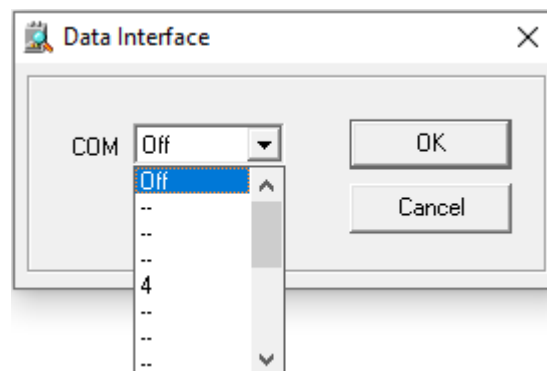 Data Interface
COM Off
OK
Off
--
Cancel
--
--
4
--
--
--